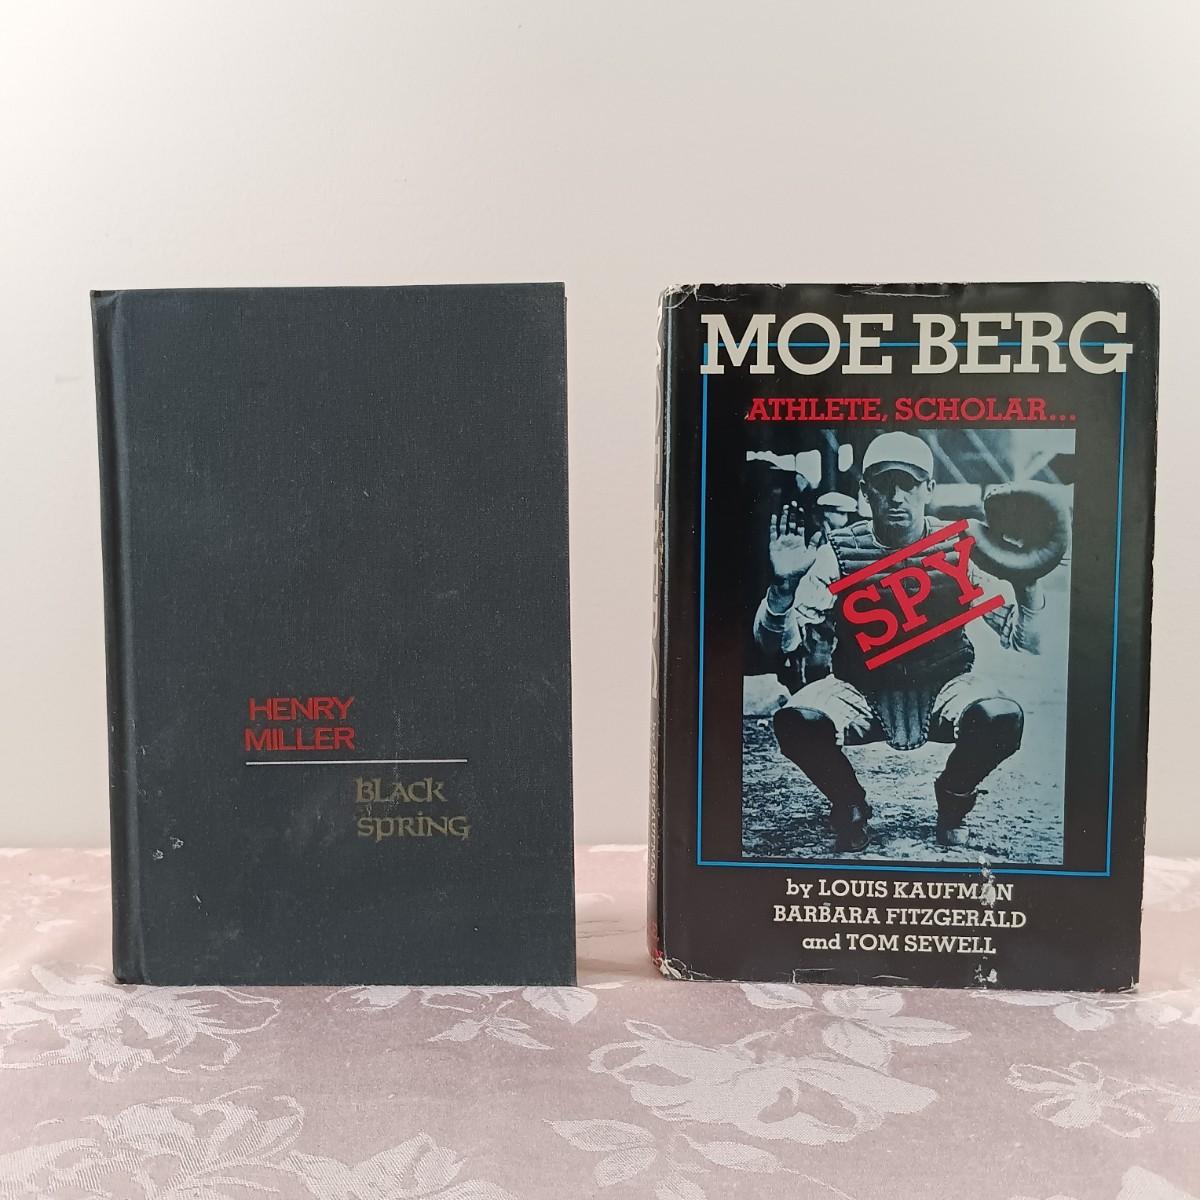 HENRY
MILLER
BLACK
SPRING
MOE BERG
ATHLETE, SCHOLAR...
SPY
by LOUIS KAUFMAN
BARBARA FITZGERALD
and TOM SEWELL